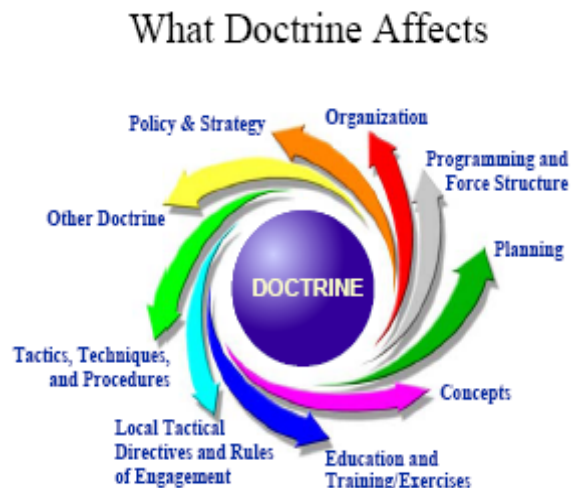 What Doctrine Affects
Policy & Strategy
Organization
Programming and
Force Structure
Other Doctrine
Planning
DOCTRINE
Tactics, Techniques,
and Procedures
Concepts
Local Tactical
Directives and Rules
of Engagement
Education and
Training/Exercises